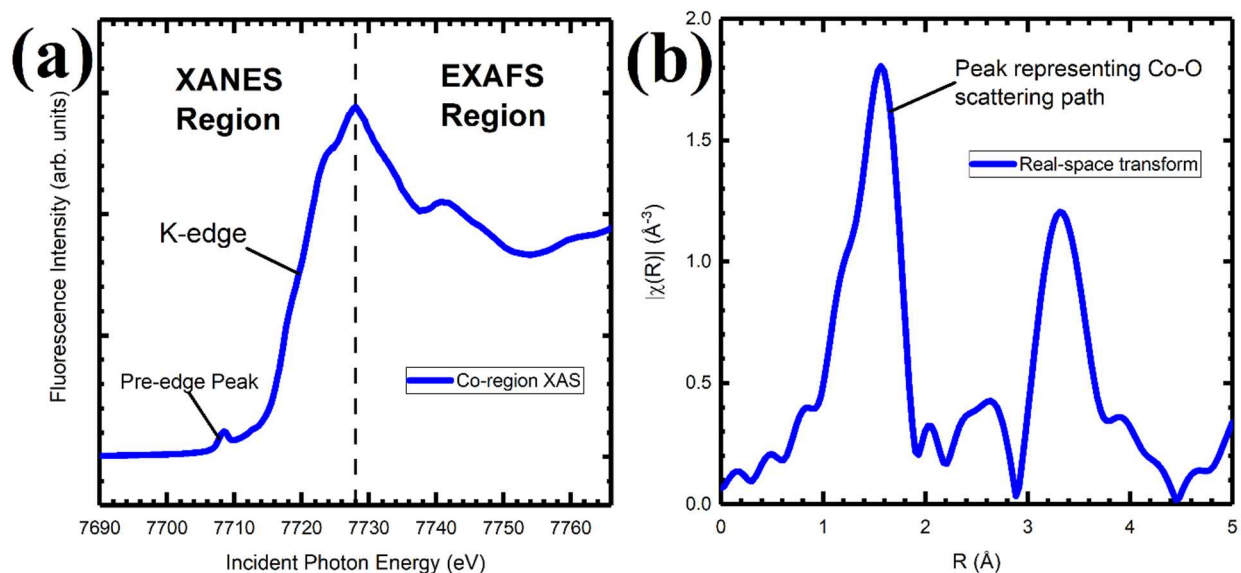 (a)
XANES
Region
EXAFS
Region
K-edge
Pre-edge Peak
Co-region XAS
Fluorescence Intensity (arb. units)
7690 7700 7710 7720 7730 7740 7750 7760
Incident Photon Energy (eV)
(b)
2.0
1.5
1.0
0.5
0.0
Peak representing Co-O
scattering path
Real-space transform
|χ(R)| (Å⁻³)
0 1 2 3 4 5
R (Å)